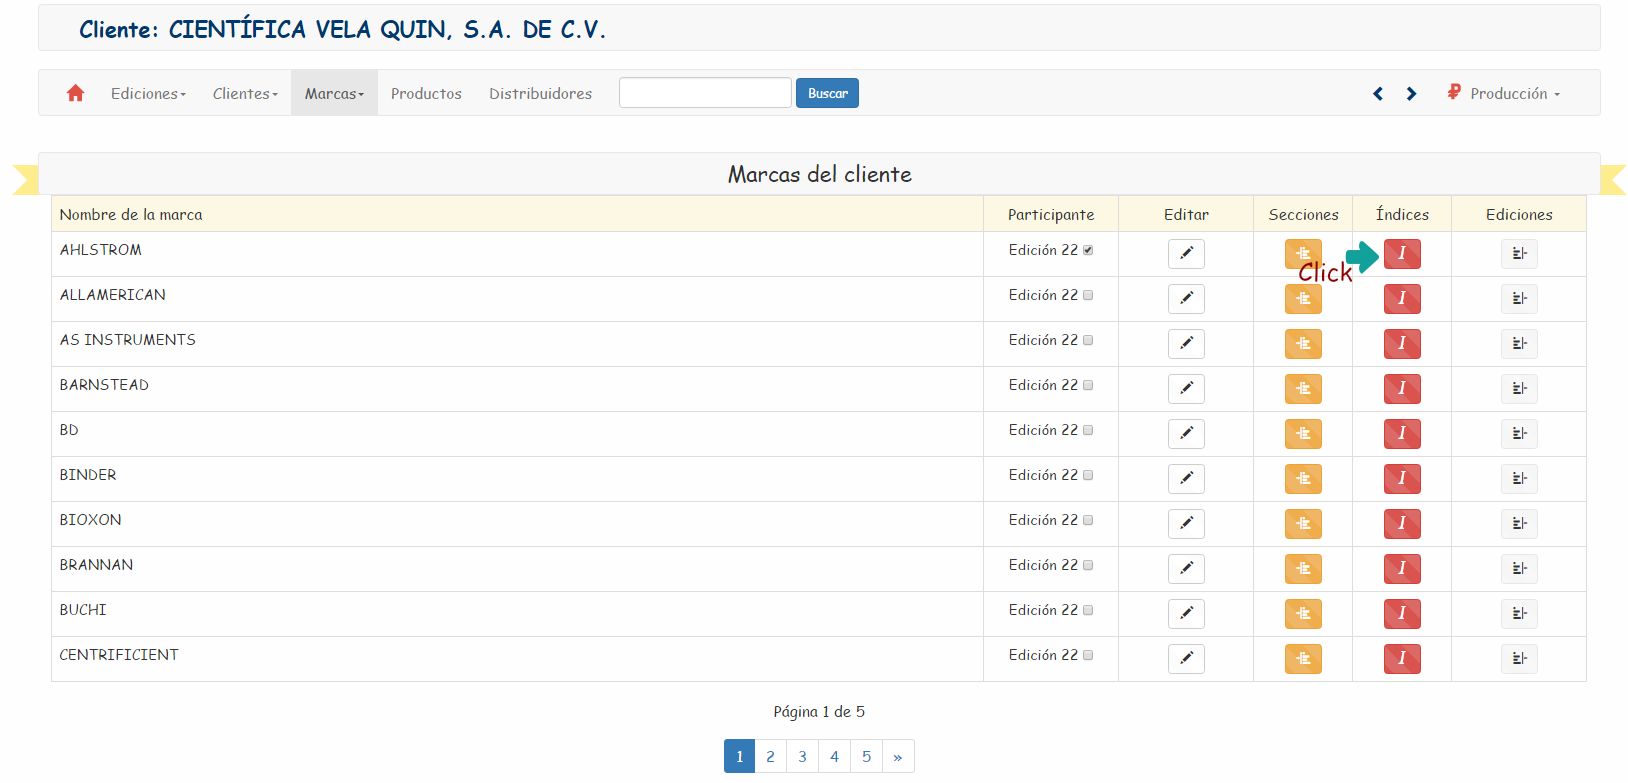 Cliente: CIENTÍFICA VELA QUIN, S.A. DE C.V.
Ediciones Clientes Marcas Productos Distribuidores Buscar Producción
Marcas del cliente
Nombre de la marca Participante Editar Secciones Índices Ediciones
AHLSTROM Edición 22 I
Click
ALLAMERICAN Edición 22 I
AS INSTRUMENTS Edición 22 I
BARNSTEAD Edición 22 I
BD Edición 22 I
BINDER Edición 22 I
BIOXON Edición 22 I
BRANNAN Edición 22 I
BUCHI Edición 22 I
CENTRIFICIENT Edición 22 I
Página 1 de 5
1 2 3 4 5 »